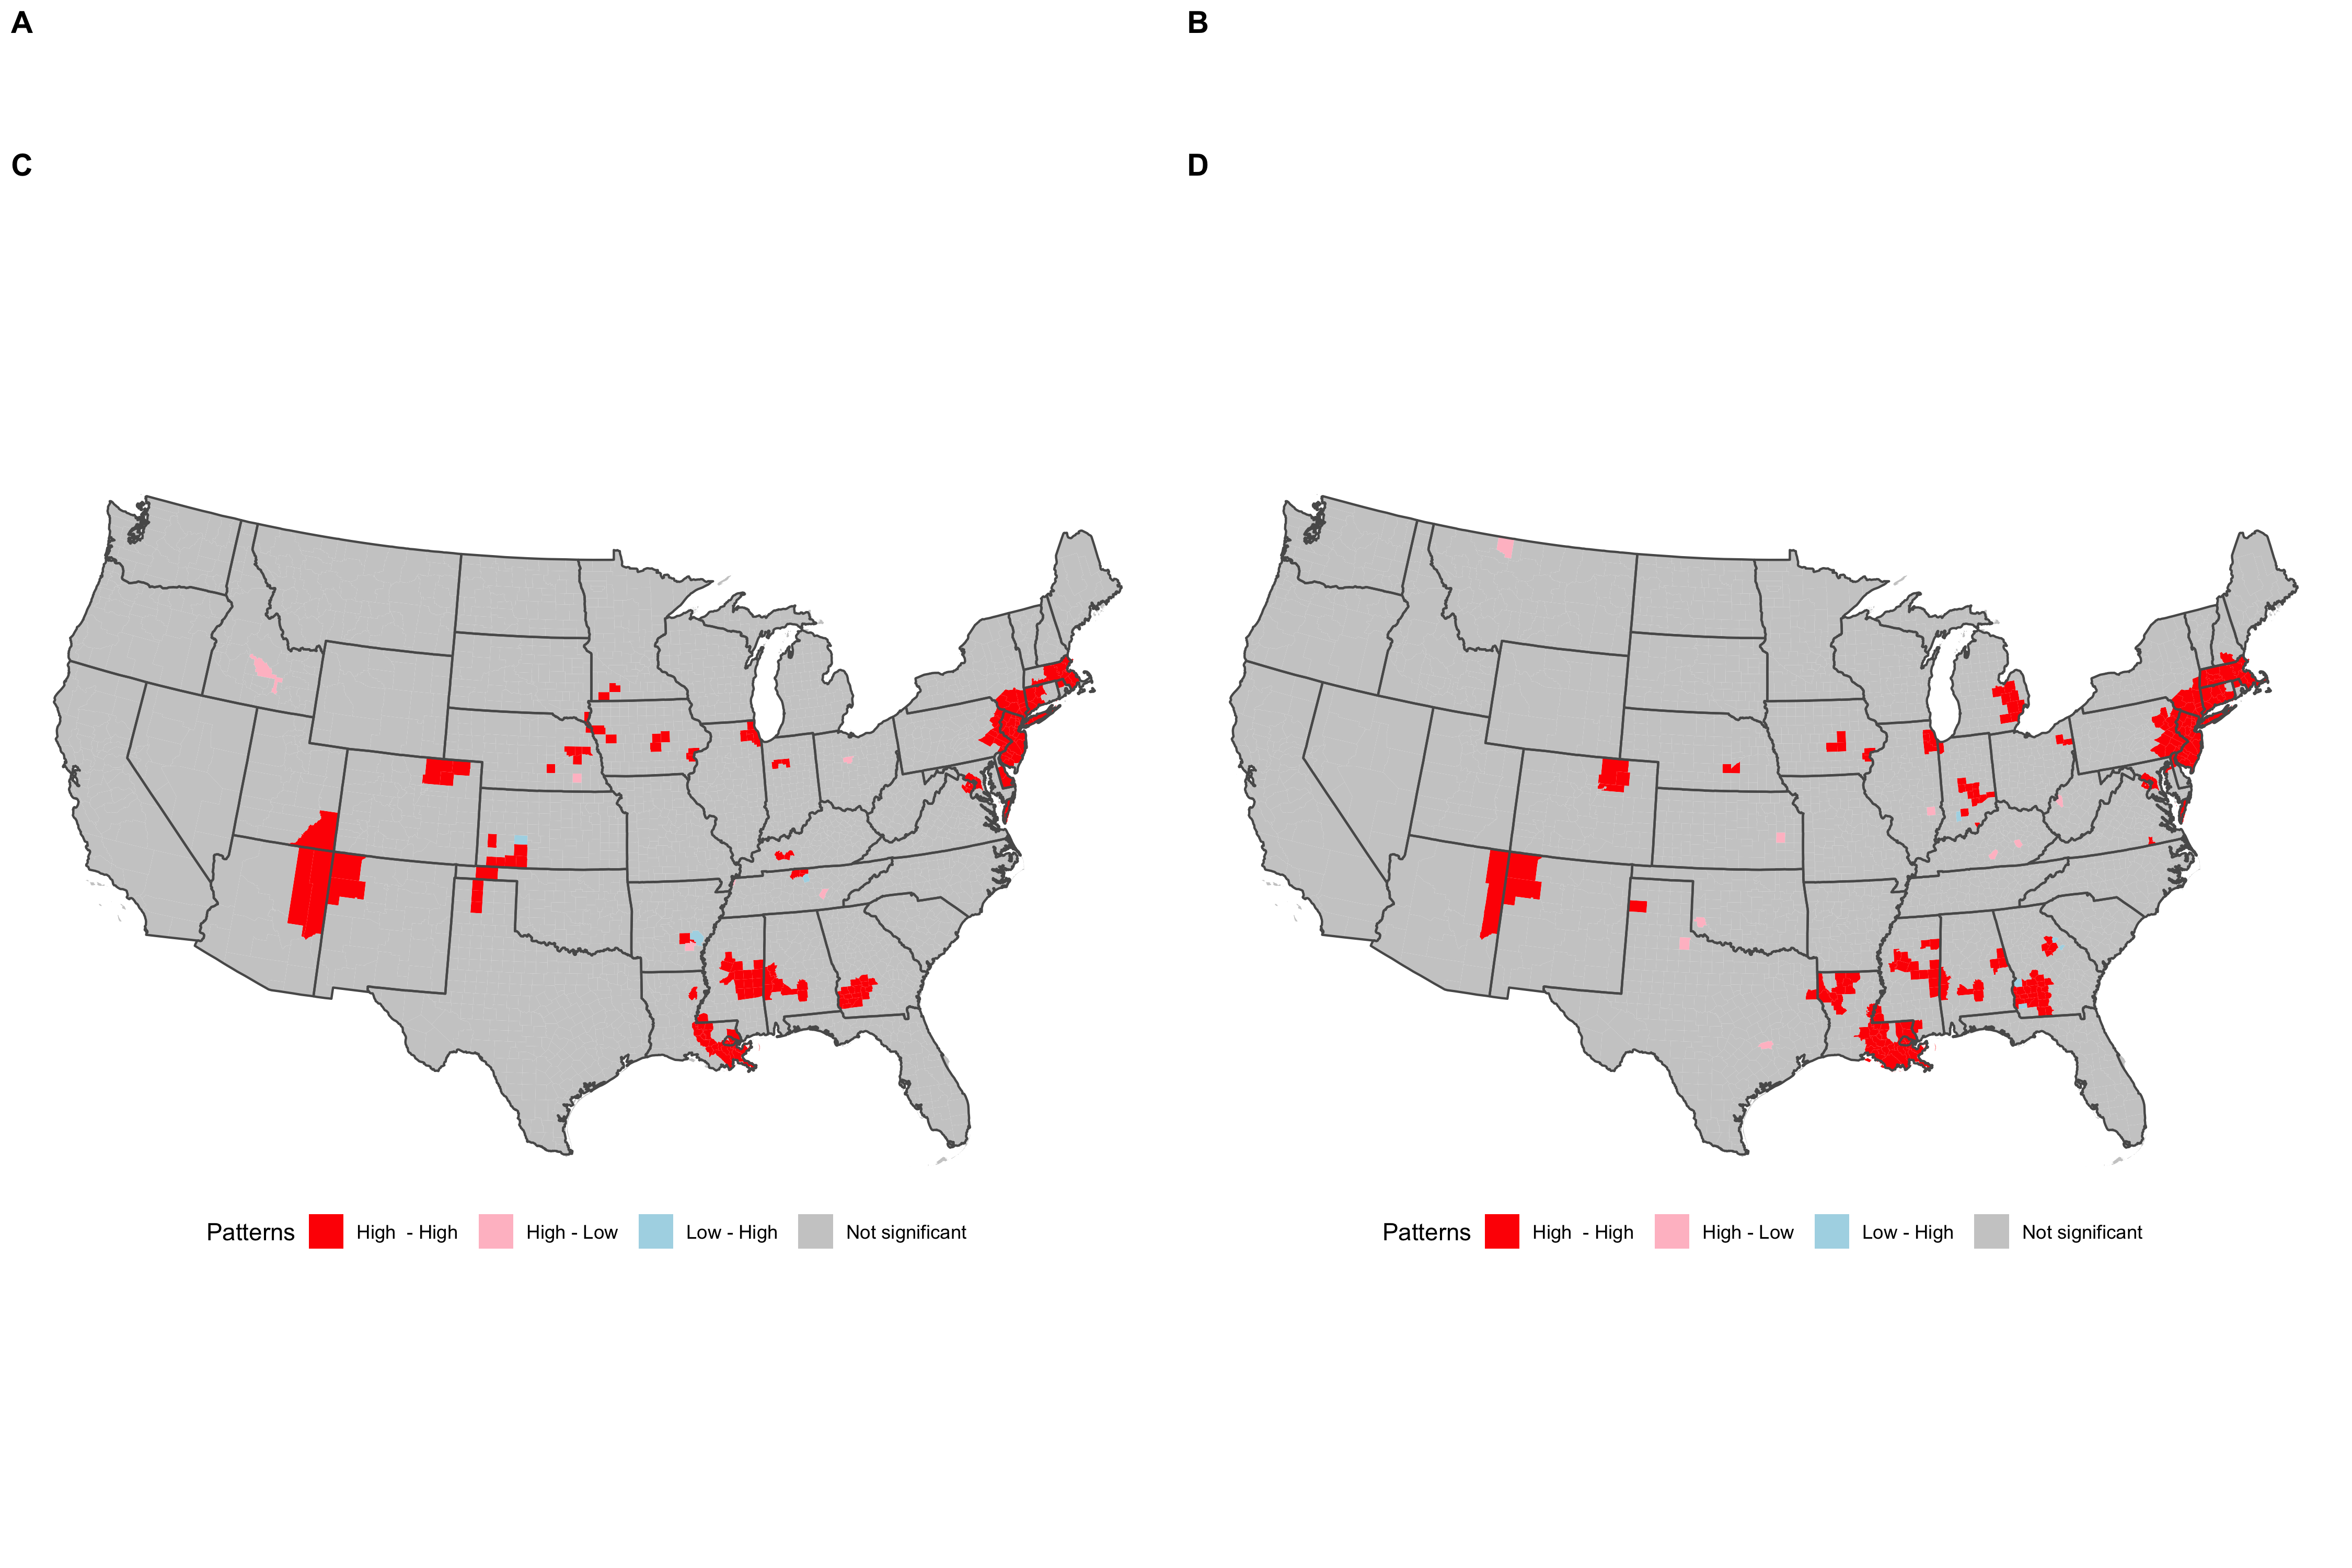 A
B
C
D
Patterns High - High High - Low Low - High Not significant
Patterns High - High High - Low Low - High Not significant